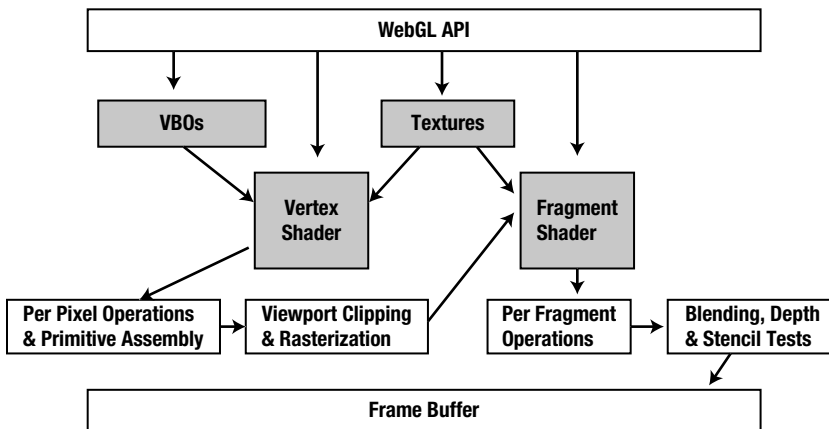 WebGL API
VBOs
Textures
Vertex
Shader
Fragment
Shader
Per Pixel Operations
& Primitive Assembly
Viewport Clipping
& Rasterization
Per Fragment
Operations
Blending, Depth
& Stencil Tests
Frame Buffer